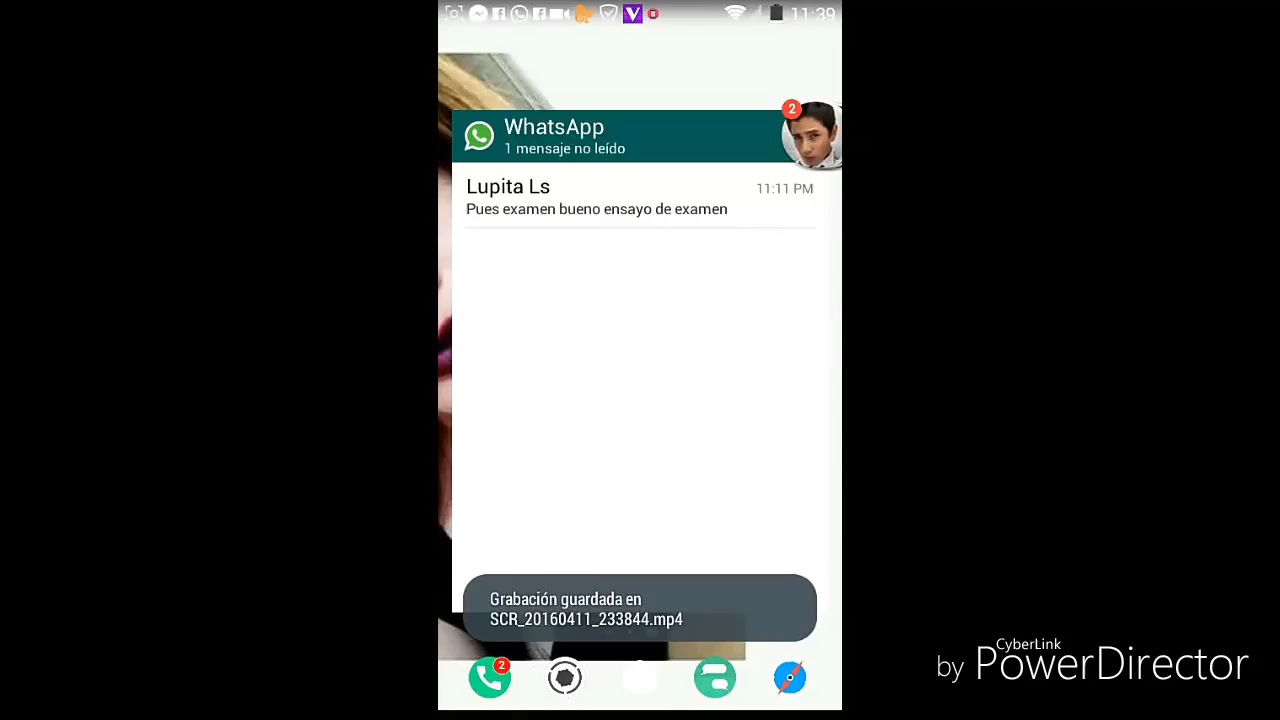 11:39
2
WhatsApp
1 mensaje no leído
Lupita Ls
11:11 PM
Pues examen bueno ensayo de examen
Grabación guardada en
SCR_20160411_233844.mp4
2
CyberLink
by PowerDirector